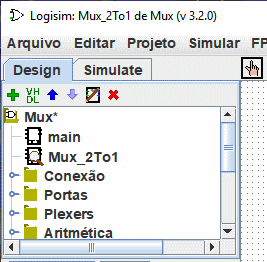 Logisim: Mux_2To1 de Mux (v 3.2.0)
Arquivo Editar Projeto Simular FP
Design Simulate
VH
DL
Mux*
main
Mux_2To1
Conexão
Portas
Plexers
Aritmética